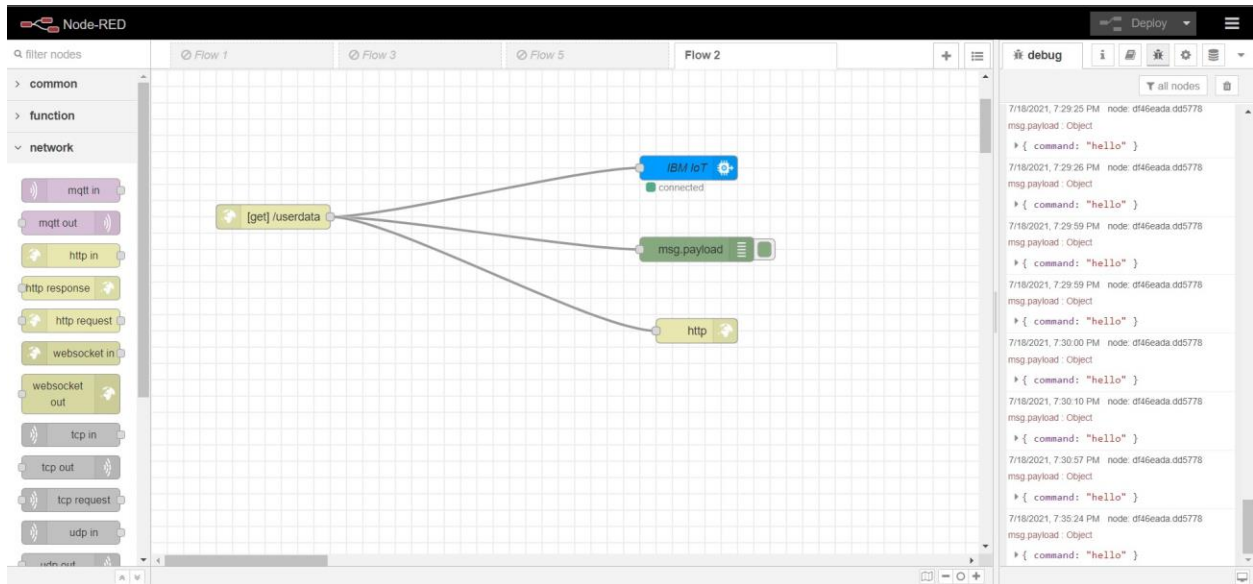 Node-RED
Deploy
filter nodes
Flow 1
Flow 3
Flow 5
Flow 2
debug
i
all nodes
common
function
network
mqtt in
mqtt out
http in
http response
http request
websocket in
websocket
out
tcp in
tcp out
tcp request
udp in
udp out
[get] /userdata
IBM IoT
connected
msg.payload
http
7/18/2021, 7:29:25 PM node: df46eada.dd5778
msg.payload : Object
{ command: "hello" }
7/18/2021, 7:29:26 PM node: df46eada.dd5778
msg.payload : Object
{ command: "hello" }
7/18/2021, 7:29:59 PM node: df46eada.dd5778
msg.payload : Object
{ command: "hello" }
7/18/2021, 7:29:59 PM node: df46eada.dd5778
msg.payload : Object
{ command: "hello" }
7/18/2021, 7:30:00 PM node: df46eada.dd5778
msg.payload : Object
{ command: "hello" }
7/18/2021, 7:30:10 PM node: df46eada.dd5778
msg.payload : Object
{ command: "hello" }
7/18/2021, 7:30:57 PM node: df46eada.dd5778
msg.payload : Object
{ command: "hello" }
7/18/2021, 7:35:24 PM node: df46eada.dd5778
msg.payload : Object
{ command: "hello" }